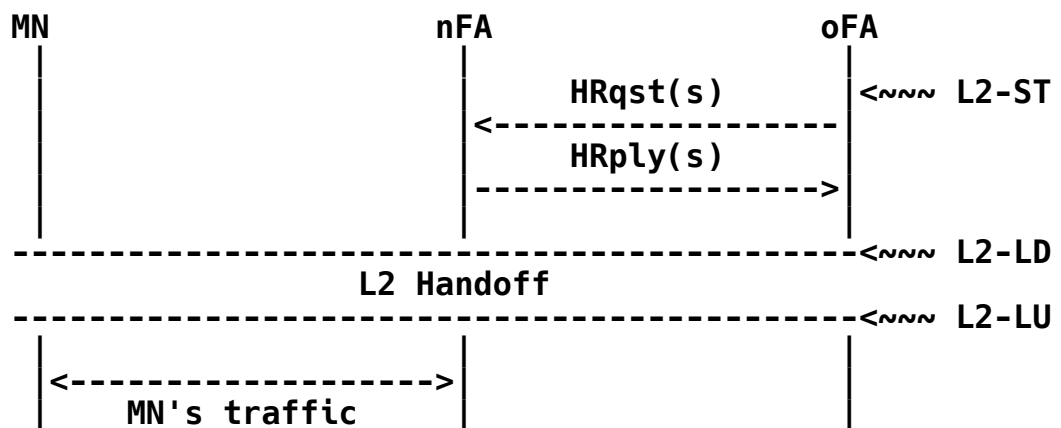 MN nFA oFA
HRqst(s) <~~~ L2-ST
<-------------------
HRply(s)
------------------>
--------------------------------------------<~~~ L2-LD
L2 Handoff
--------------------------------------------<~~~ L2-LU
<------------------->
MN's traffic